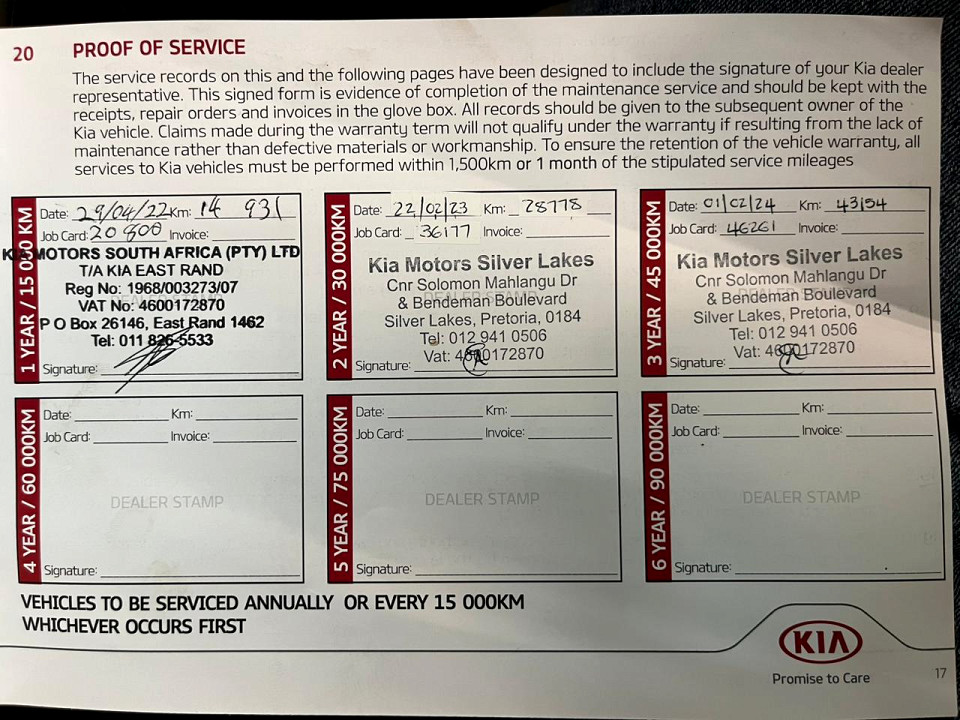 20 PROOF OF SERVICE
The service records on this and the following pages have been designed to include the signature of your Kia dealer
representative. This signed form is evidence of completion of the maintenance service and should be kept with the
receipts, repair orders and invoices in the glove box. All records should be given to the subsequent owner of the
Kia vehicle. Claims made during the warranty term will not qualify under the warranty if resulting from the lack of
maintenance rather than defective materials or workmanship. To ensure the retention of the vehicle warranty, all
services to Kia vehicles must be performed within 1,500km or 1 month of the stipulated service mileages
1 YEAR / 15 000 KM
Date: 29/04/22 Km: 14 931
Job Card: 20 800 Invoice:
KIA MOTORS SOUTH AFRICA (PTY) LTD
T/A KIA EAST RAND
Reg No: 1968/003273/07
VAT No: 4600172870
P O Box 26146, East Rand 1462
Tel: 011 826-5533
Signature:
2 YEAR / 30 000KM
Date: 22/02/23 Km: 28778
Job Card: 36177 Invoice:
Kia Motors Silver Lakes
Cnr Solomon Mahlangu Dr
& Bendeman Boulevard
Silver Lakes, Pretoria, 0184
Tel: 012 941 0506
Vat: 4600172870
Signature:
3 YEAR / 45 000KM
Date: 01/02/24 Km: 43154
Job Card: 46261 Invoice:
Kia Motors Silver Lakes
Cnr Solomon Mahlangu Dr
& Bendeman Boulevard
Silver Lakes, Pretoria, 0184
Tel: 012 941 0506
Vat: 4600172870
Signature:
4 YEAR / 60 000KM
Date: Km:
Job Card: Invoice:
DEALER STAMP
Signature:
5 YEAR / 75 000KM
Date: Km:
Job Card: Invoice:
DEALER STAMP
Signature:
6 YEAR / 90 000KM
Date: Km:
Job Card: Invoice:
DEALER STAMP
Signature:
VEHICLES TO BE SERVICED ANNUALLY OR EVERY 15 000KM
WHICHEVER OCCURS FIRST
KIA
Promise to Care
17